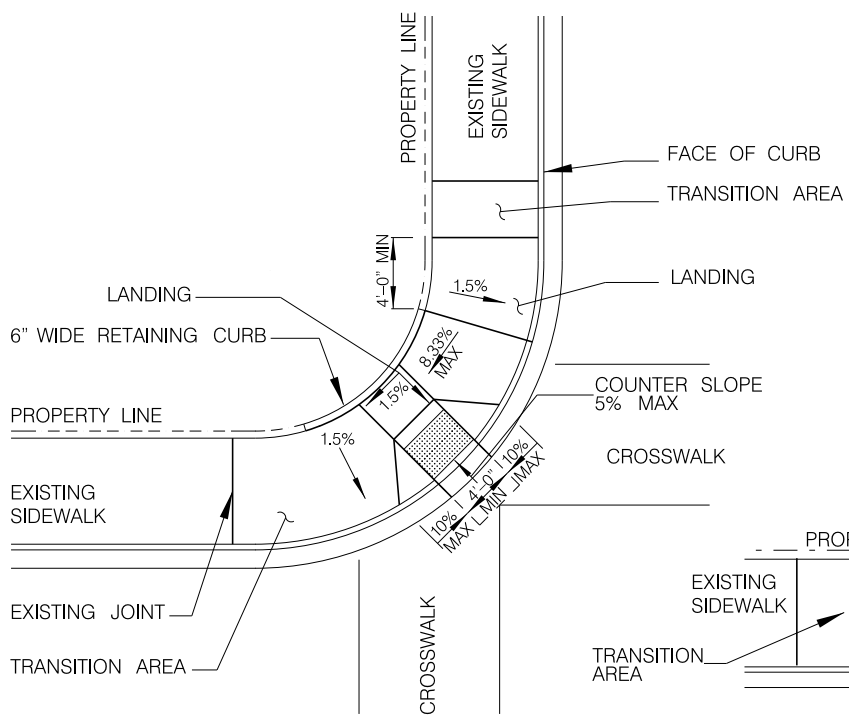 PROPERTY LINE
EXISTING
SIDEWALK
FACE OF CURB
TRANSITION AREA
4'-0" MIN
1.5%
LANDING
LANDING
6" WIDE RETAINING CURB
8.33%
MAX
1.5%
COUNTER SLOPE
5% MAX
PROPERTY LINE
1.5%
CROSSWALK
EXISTING
SIDEWALK
10%
MAX
4'-0"
MIN
10%
MAX
EXISTING JOINT
TRANSITION AREA
CROSSWALK
PROP
EXISTING
SIDEWALK
TRANSITION
AREA